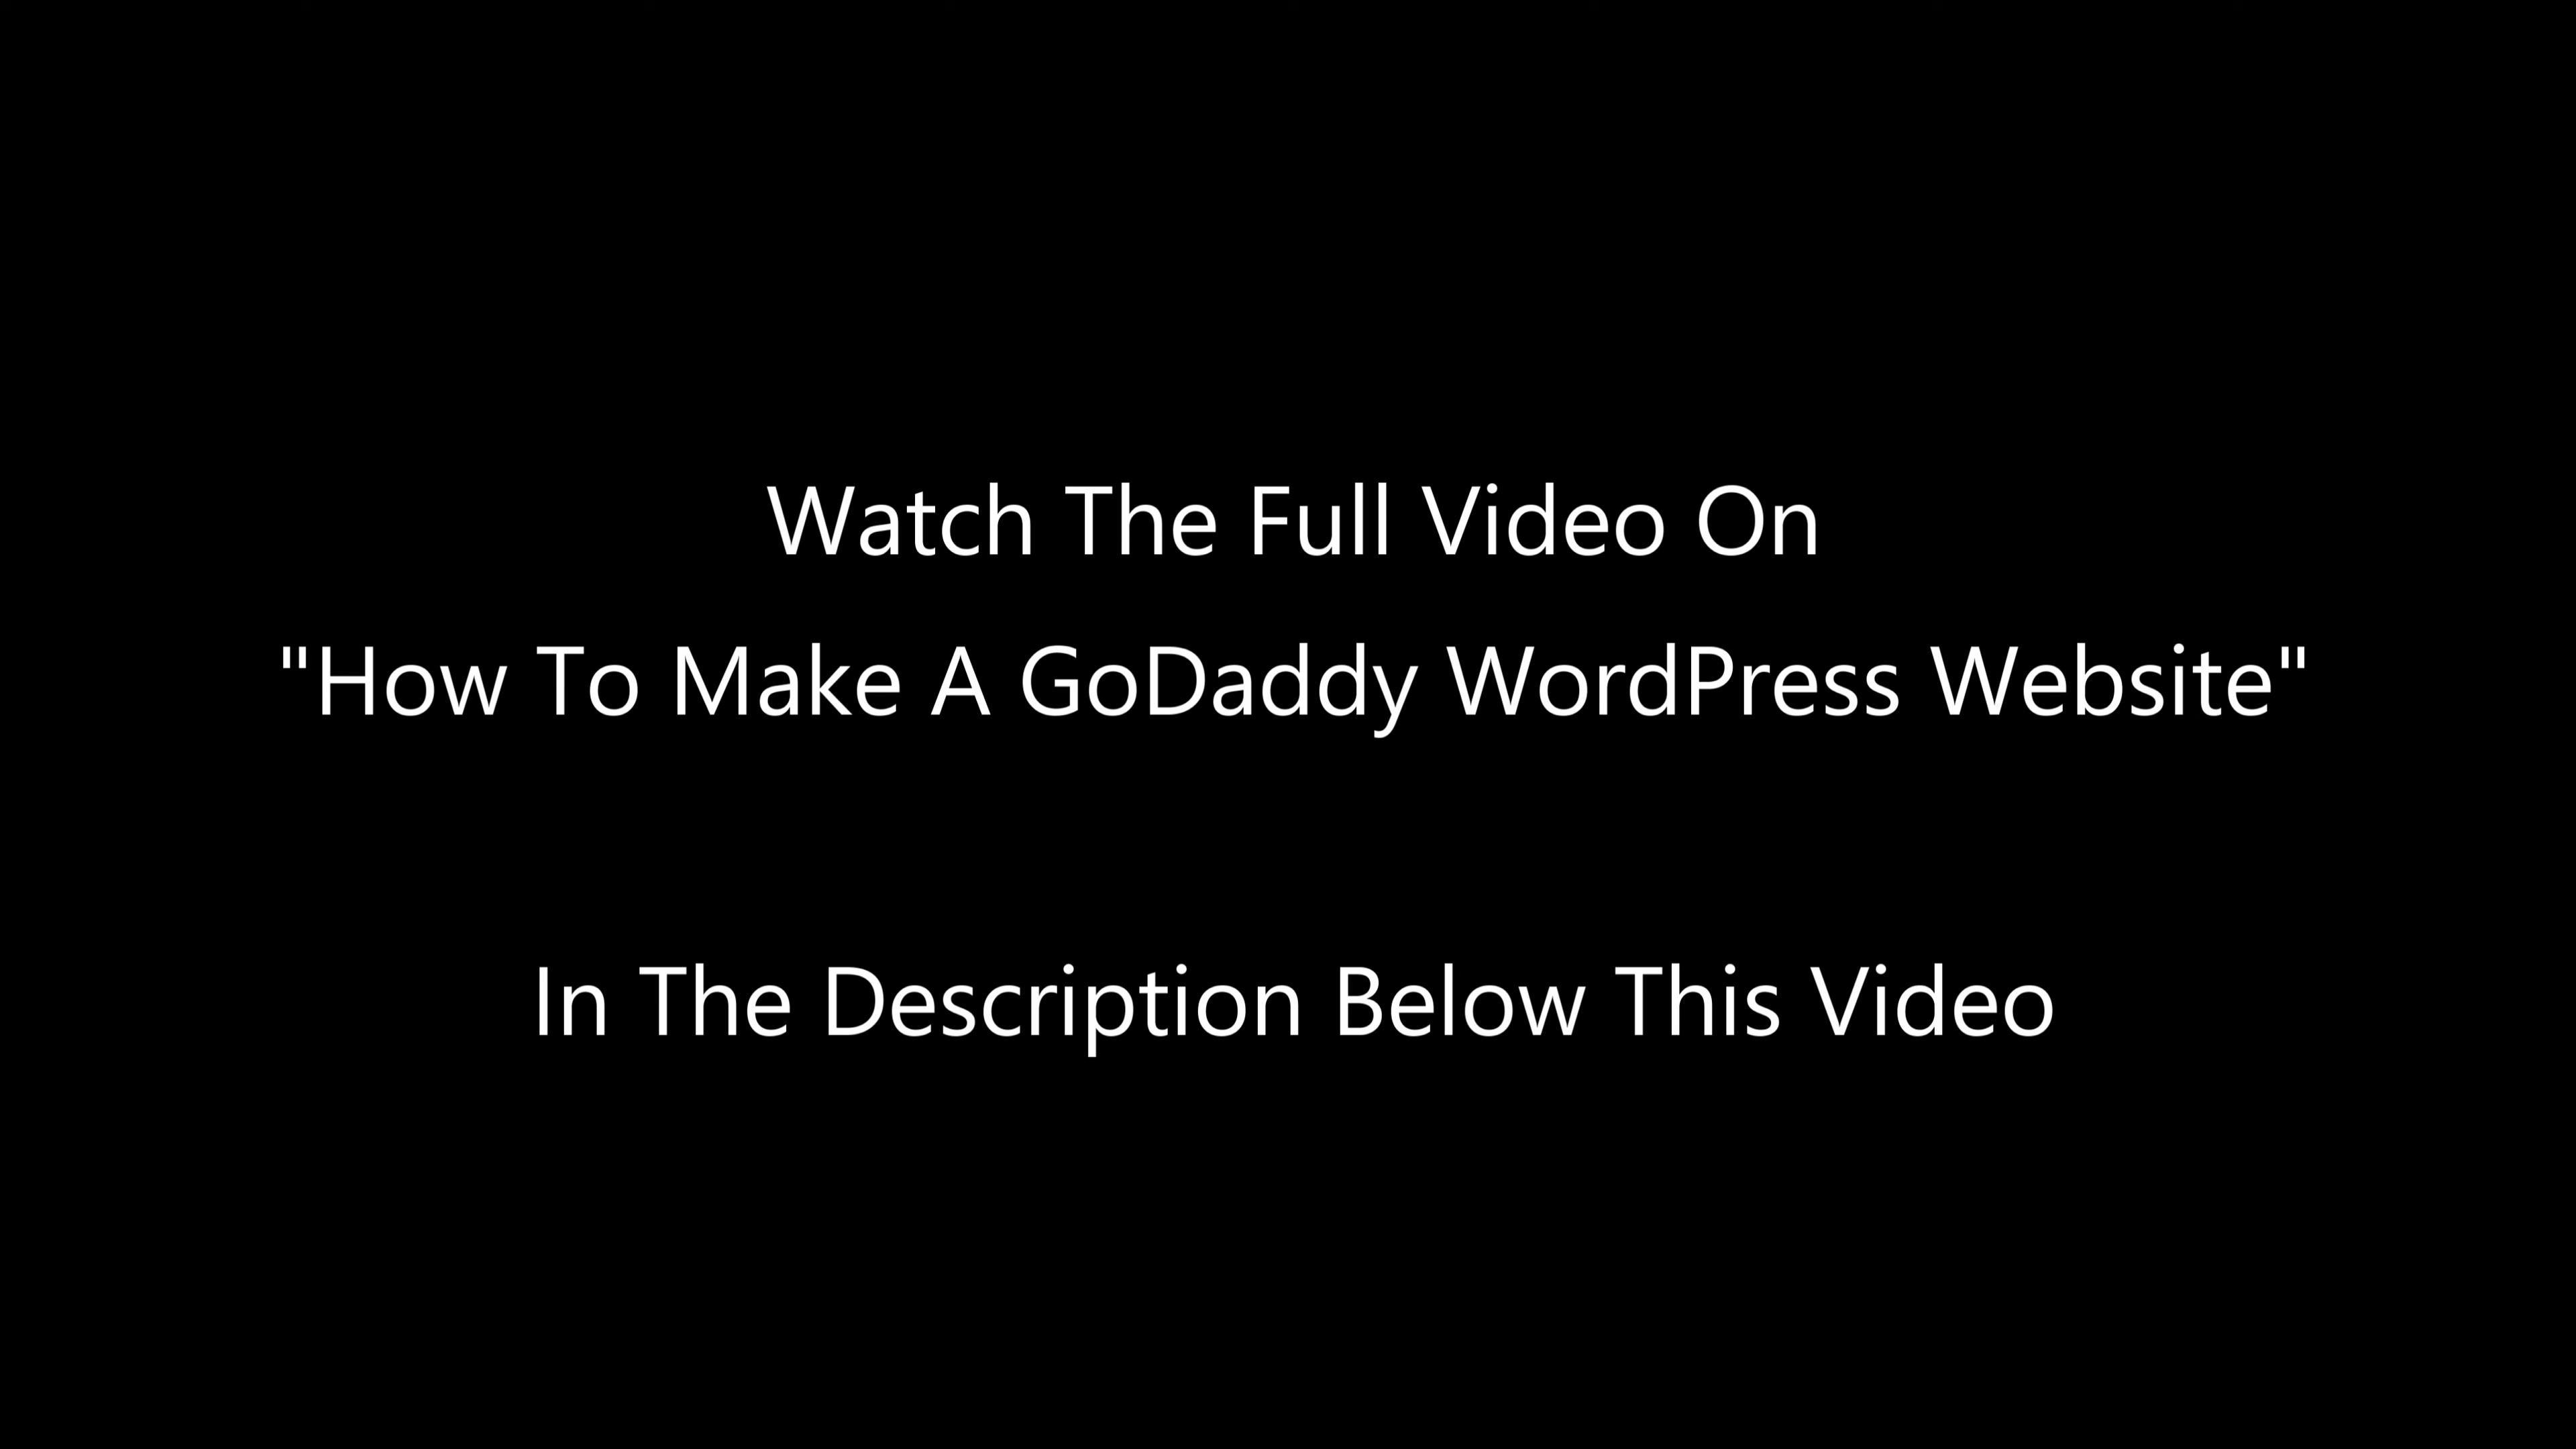 Watch The Full Video On
"How To Make A GoDaddy WordPress Website"
In The Description Below This Video